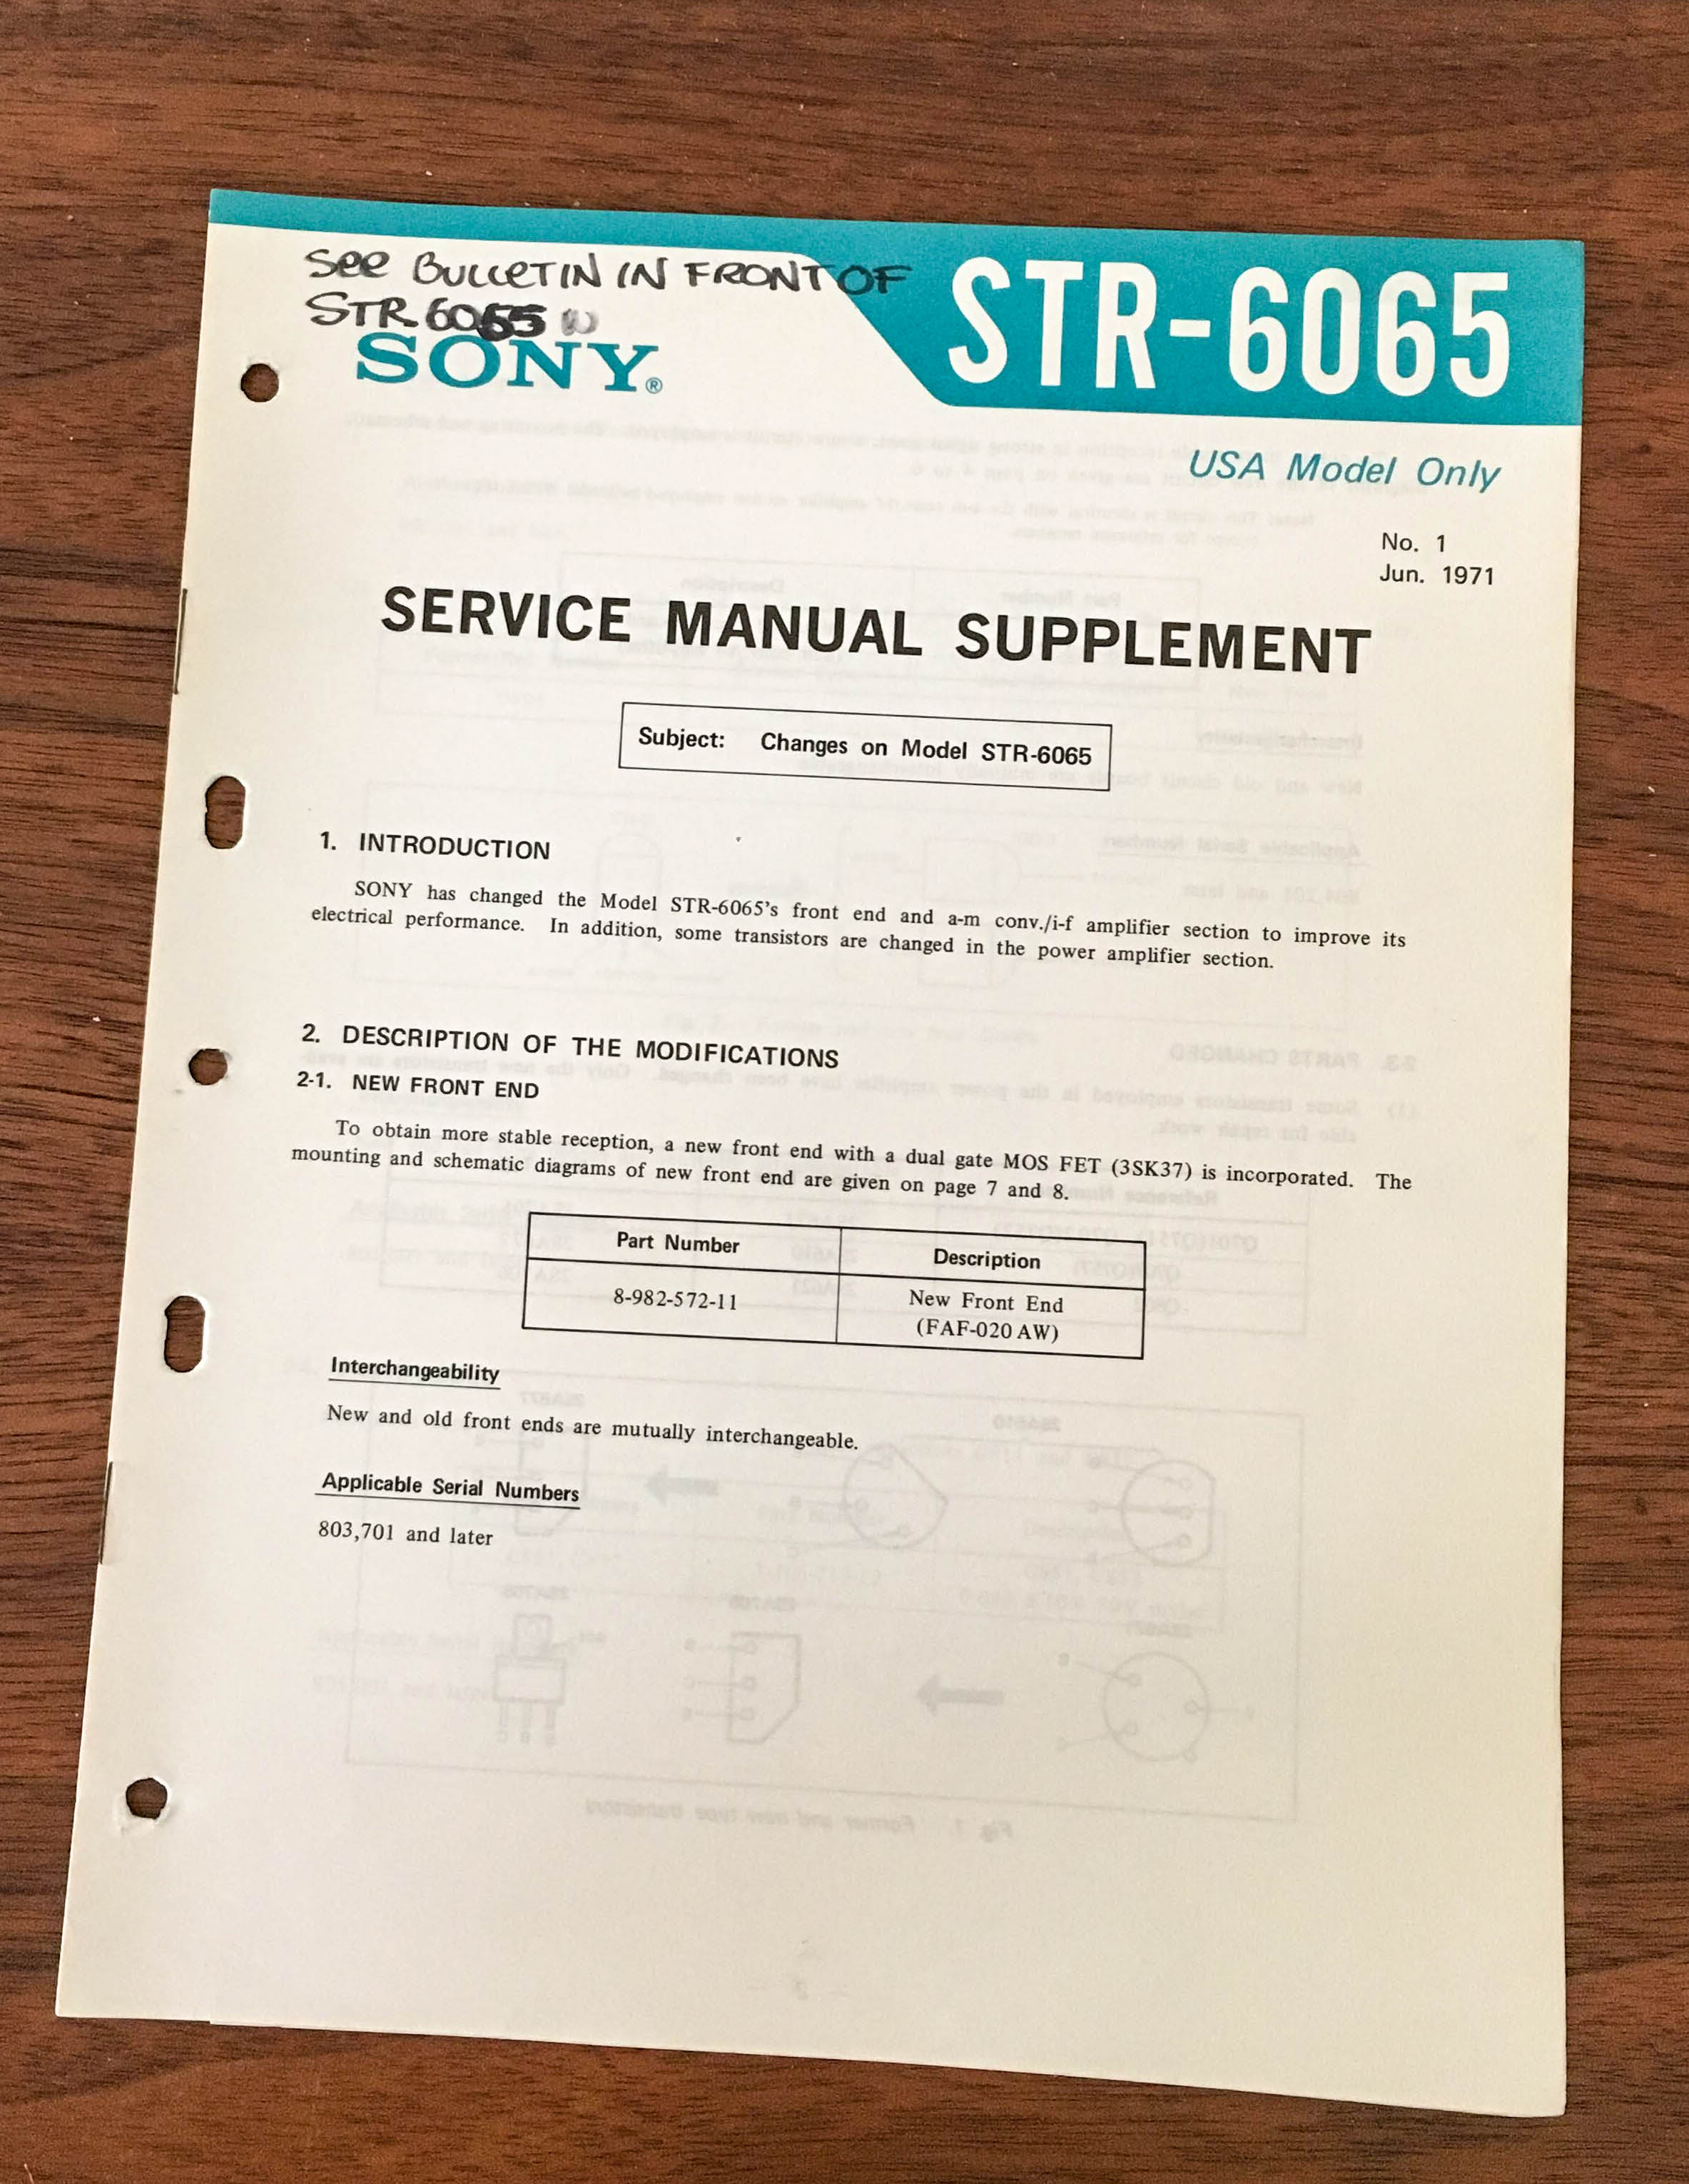 See BULLETIN IN FRONT OF
STR 6065
SONY®
STR-6065
USA Model Only
No. 1
Jun. 1971
SERVICE MANUAL SUPPLEMENT
Subject: Changes on Model STR-6065
1. INTRODUCTION
SONY has changed the Model STR-6065's front end and a-m conv./i-f amplifier section to improve its
electrical performance. In addition, some transistors are changed in the power amplifier section.
2. DESCRIPTION OF THE MODIFICATIONS
2-1. NEW FRONT END
To obtain more stable reception, a new front end with a dual gate MOS FET (3SK37) is incorporated. The
mounting and schematic diagrams of new front end are given on page 7 and 8.
Part Number Description
8-982-572-11 New Front End
(FAF-020 AW)
Interchangeability
New and old front ends are mutually interchangeable.
Applicable Serial Numbers
803,701 and later